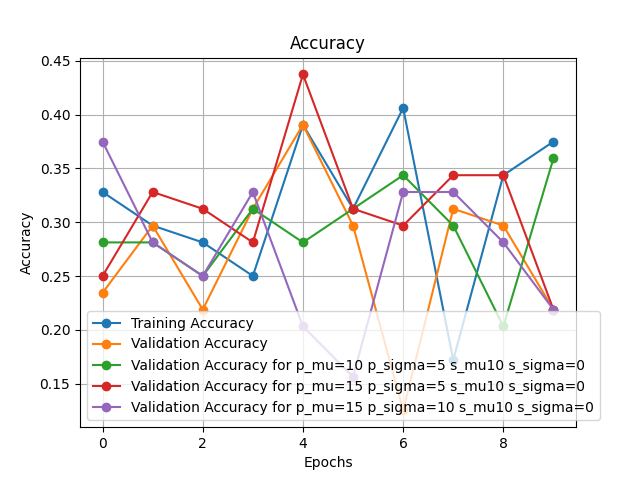 Accuracy
0.45
0.40
0.35
0.30
0.25
0.20
0.15
Accuracy
Training Accuracy
Validation Accuracy
Validation Accuracy for p_mu=10 p_sigma=5 s_mu10 s_sigma=0
Validation Accuracy for p_mu=15 p_sigma=5 s_mu10 s_sigma=0
Validation Accuracy for p_mu=15 p_sigma=10 s_mu10 s_sigma=0
0 2 4 6 8
Epochs